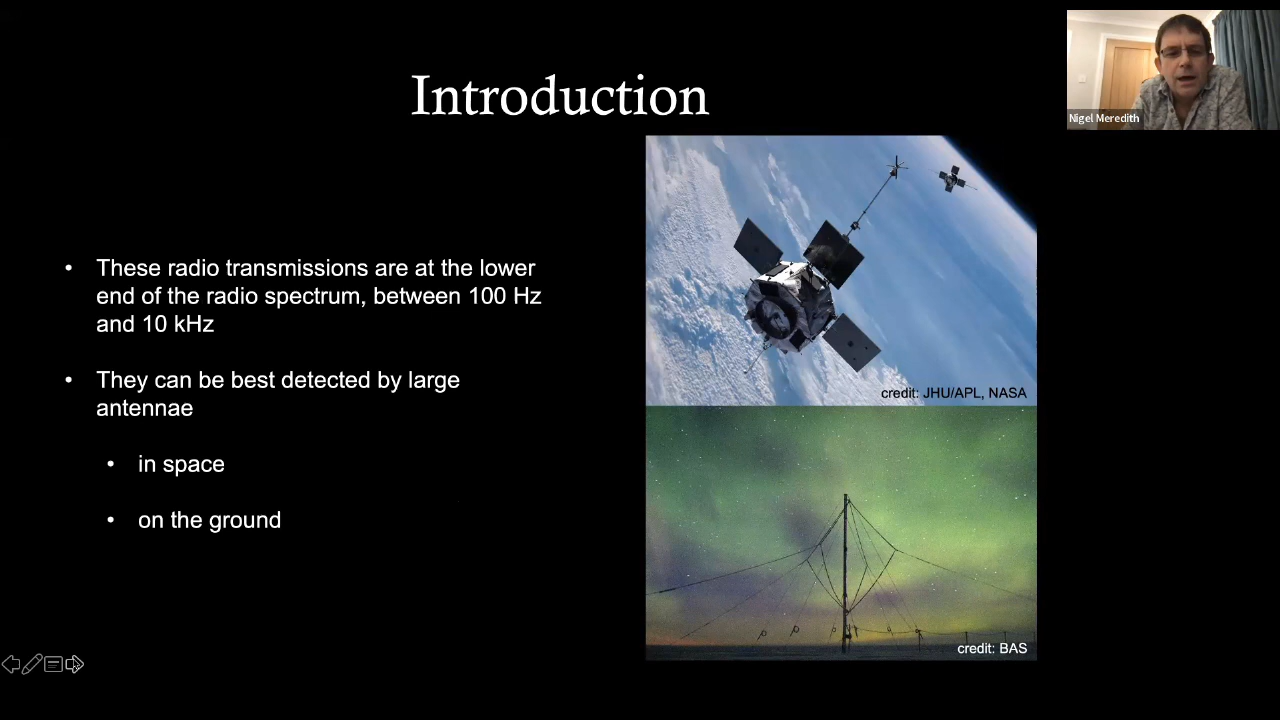 Introduction
Nigel Meredith
• These radio transmissions are at the lower
end of the radio spectrum, between 100 Hz
and 10 kHz
• They can be best detected by large
antennae
• in space
• on the ground
credit: JHU/APL, NASA
credit: BAS